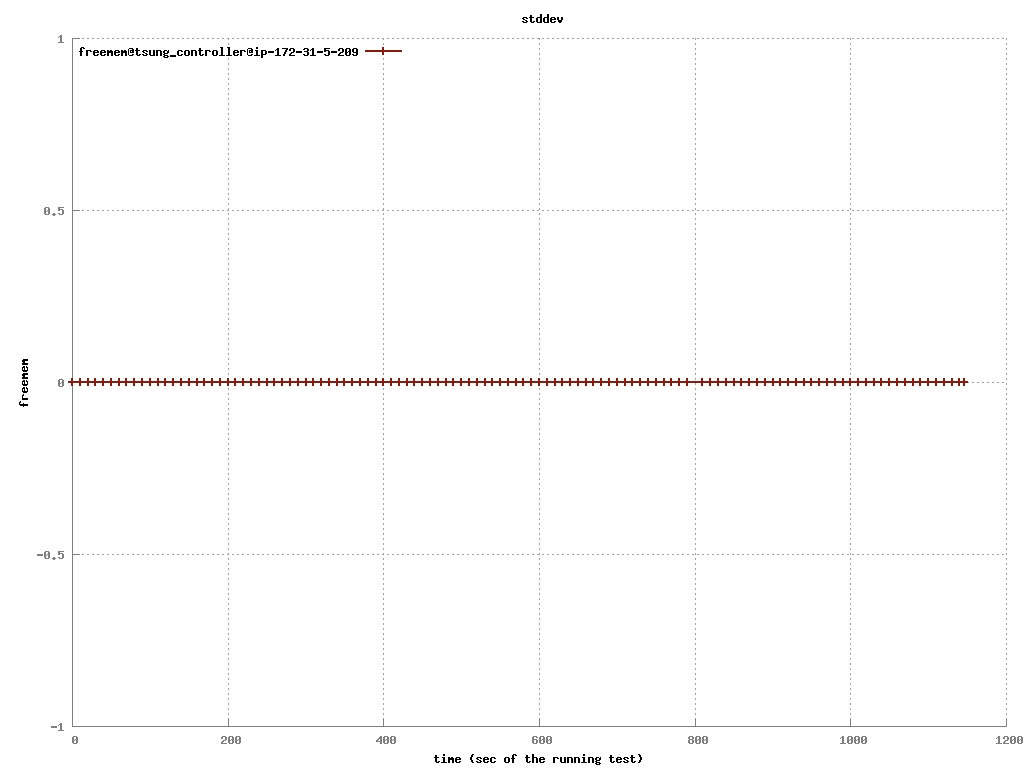 stddev
1
freemem@tsung_controller@ip-172-31-5-209
0.5
0
-0.5
-1
freemem
0 200 400 600 800 1000 1200
time (sec of the running test)